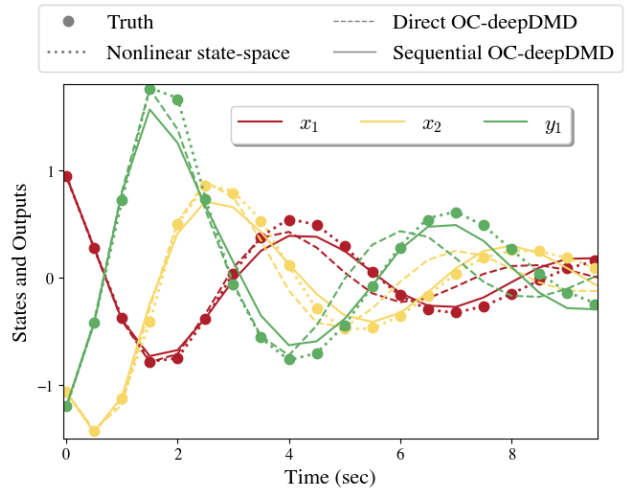 Truth
Direct OC-deepDMD
Nonlinear state-space
Sequential OC-deepDMD
x₁
x₂
y₁
States and Outputs
1
0
−1
0
2
4
6
8
Time (sec)